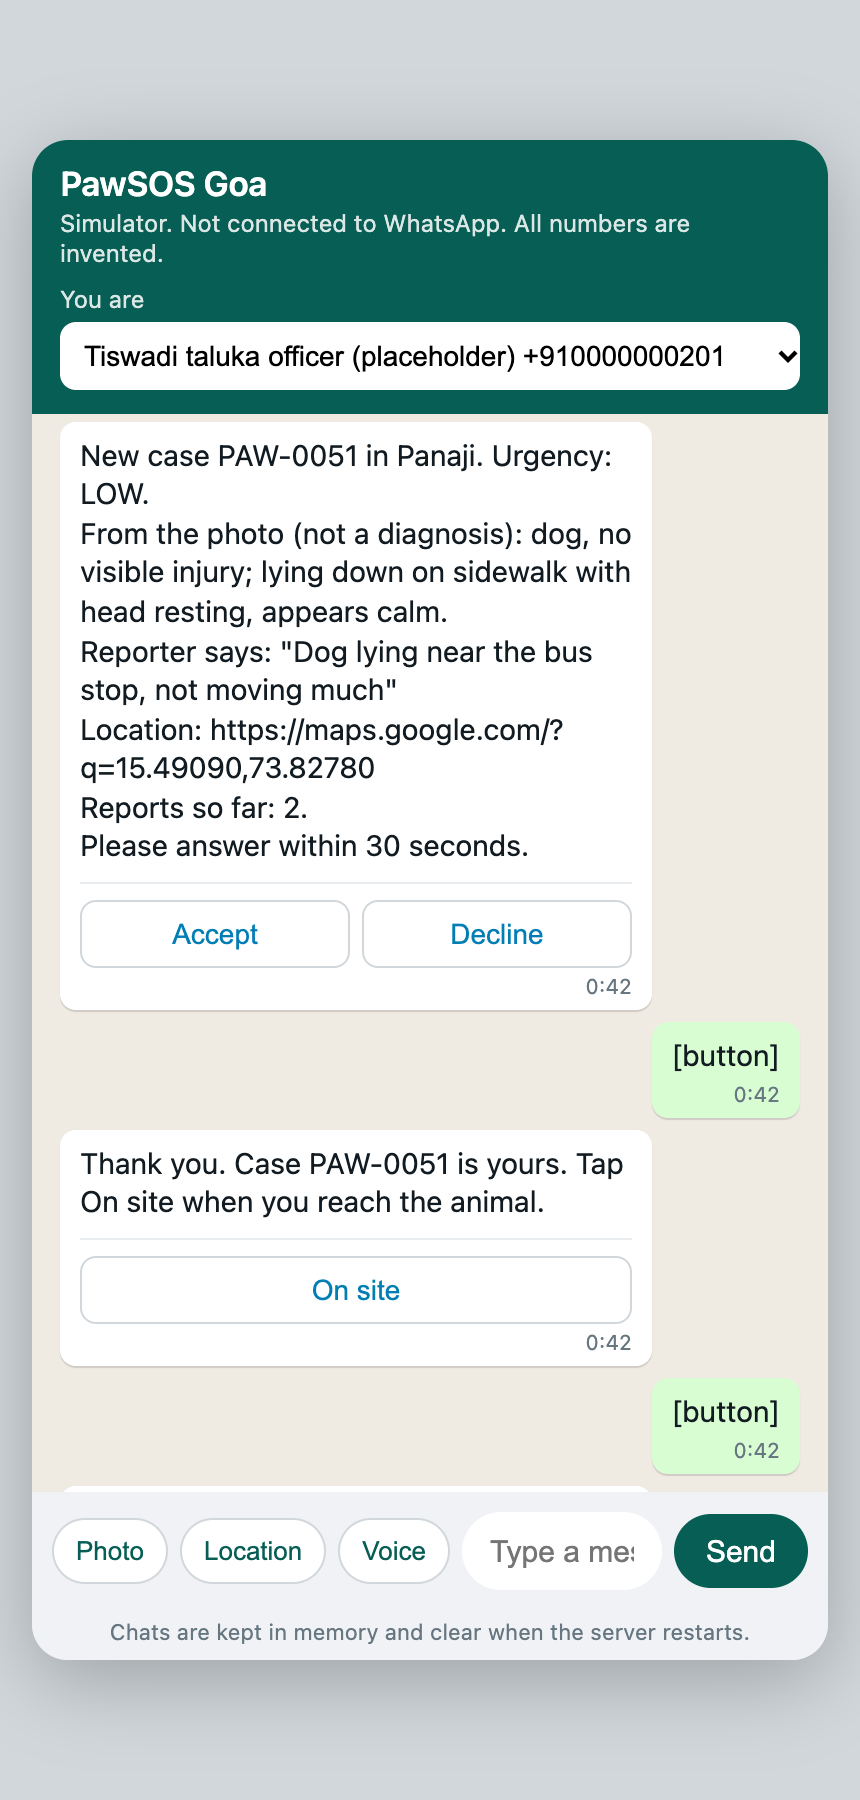 PawSOS Goa
Simulator. Not connected to WhatsApp. All numbers are
invented.
You are
Tiswadi taluka officer (placeholder) +910000000201
New case PAW-0051 in Panaji. Urgency:
LOW.
From the photo (not a diagnosis): dog, no
visible injury; lying down on sidewalk with
head resting, appears calm.
Reporter says: "Dog lying near the bus
stop, not moving much"
Location: https://maps.google.com/?
q=15.49090,73.82780
Reports so far: 2.
Please answer within 30 seconds.
Accept Decline
0:42
[button]
0:42
Thank you. Case PAW-0051 is yours. Tap
On site when you reach the animal.
On site
0:42
[button]
0:42
Photo Location Voice Type a mes Send
Chats are kept in memory and clear when the server restarts.